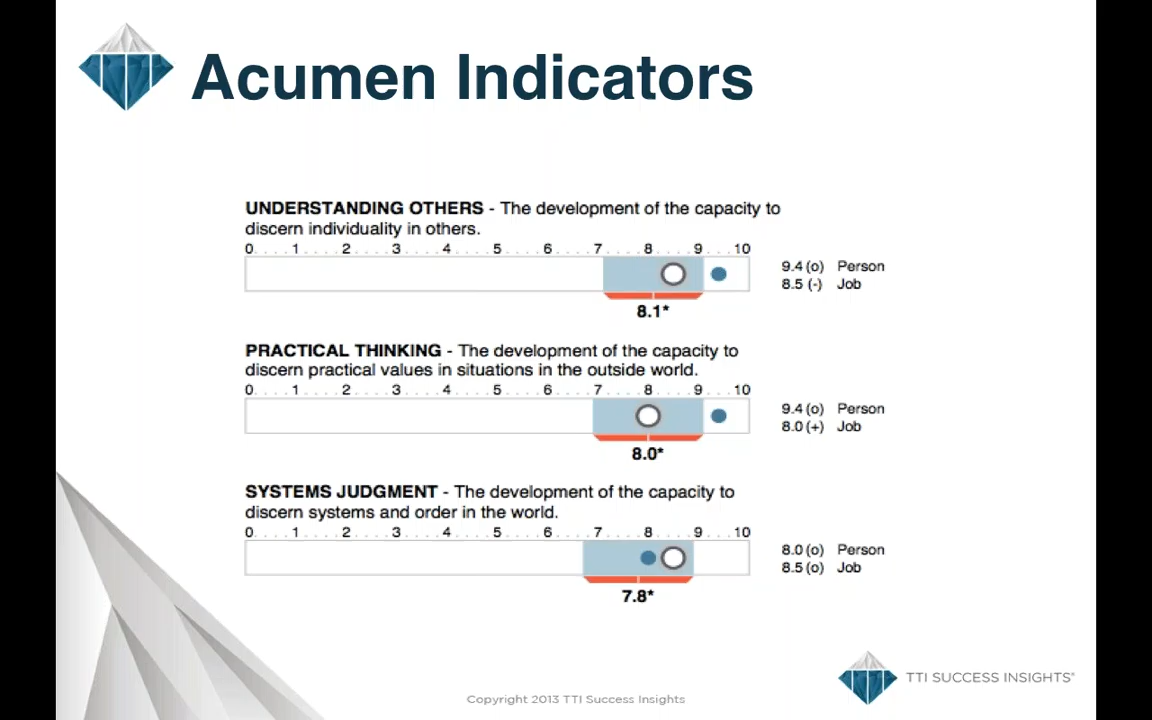 TTI
Acumen Indicators
UNDERSTANDING OTHERS - The development of the capacity to
discern individuality in others.
0. . . . 1 . . . . 2 . . . . 3 . . . . 4 . . . . 5 . . . . 6 . . . . 7 . . . . 8 . . . . 9 . . . 10
9.4 (o) Person
8.5 (-) Job
8.1*
PRACTICAL THINKING - The development of the capacity to
discern practical values in situations in the outside world.
0. . . . 1 . . . . 2 . . . . 3 . . . . 4 . . . . 5 . . . . 6 . . . . 7 . . . . 8 . . . . 9 . . . 10
9.4 (o) Person
8.0 (+) Job
8.0*
SYSTEMS JUDGMENT - The development of the capacity to
discern systems and order in the world.
0. . . . 1 . . . . 2 . . . . 3 . . . . 4 . . . . 5 . . . . 6 . . . . 7 . . . . 8 . . . . 9 . . . 10
8.0 (o) Person
8.5 (o) Job
7.8*
TTI
TTI SUCCESS INSIGHTS®
Copyright 2013 TTI Success Insights